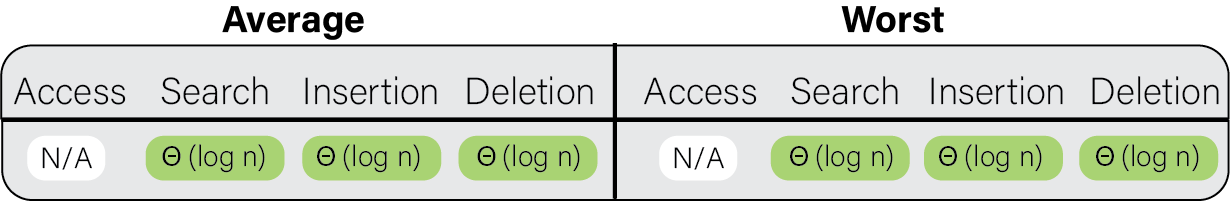 Average Worst
Access Search Insertion Deletion Access Search Insertion Deletion
N/A Θ (log n) Θ (log n) Θ (log n) N/A Θ (log n) Θ (log n) Θ (log n)